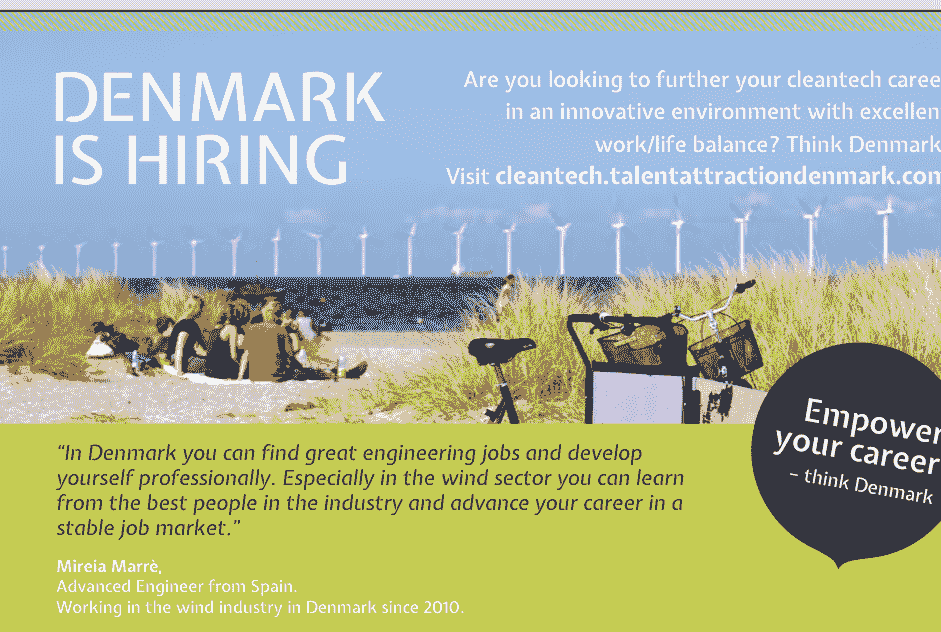 DENMARK
IS HIRING
Are you looking to further your cleantech caree
in an innovative environment with excellen
work/life balance? Think Denmark
Visit cleantech.talentattractiondenmark.com
Empower
your career
– think Denmark
“In Denmark you can find great engineering jobs and develop
yourself professionally. Especially in the wind sector you can learn
from the best people in the industry and advance your career in a
stable job market.”
Mireia Marrè,
Advanced Engineer from Spain.
Working in the wind industry in Denmark since 2010.